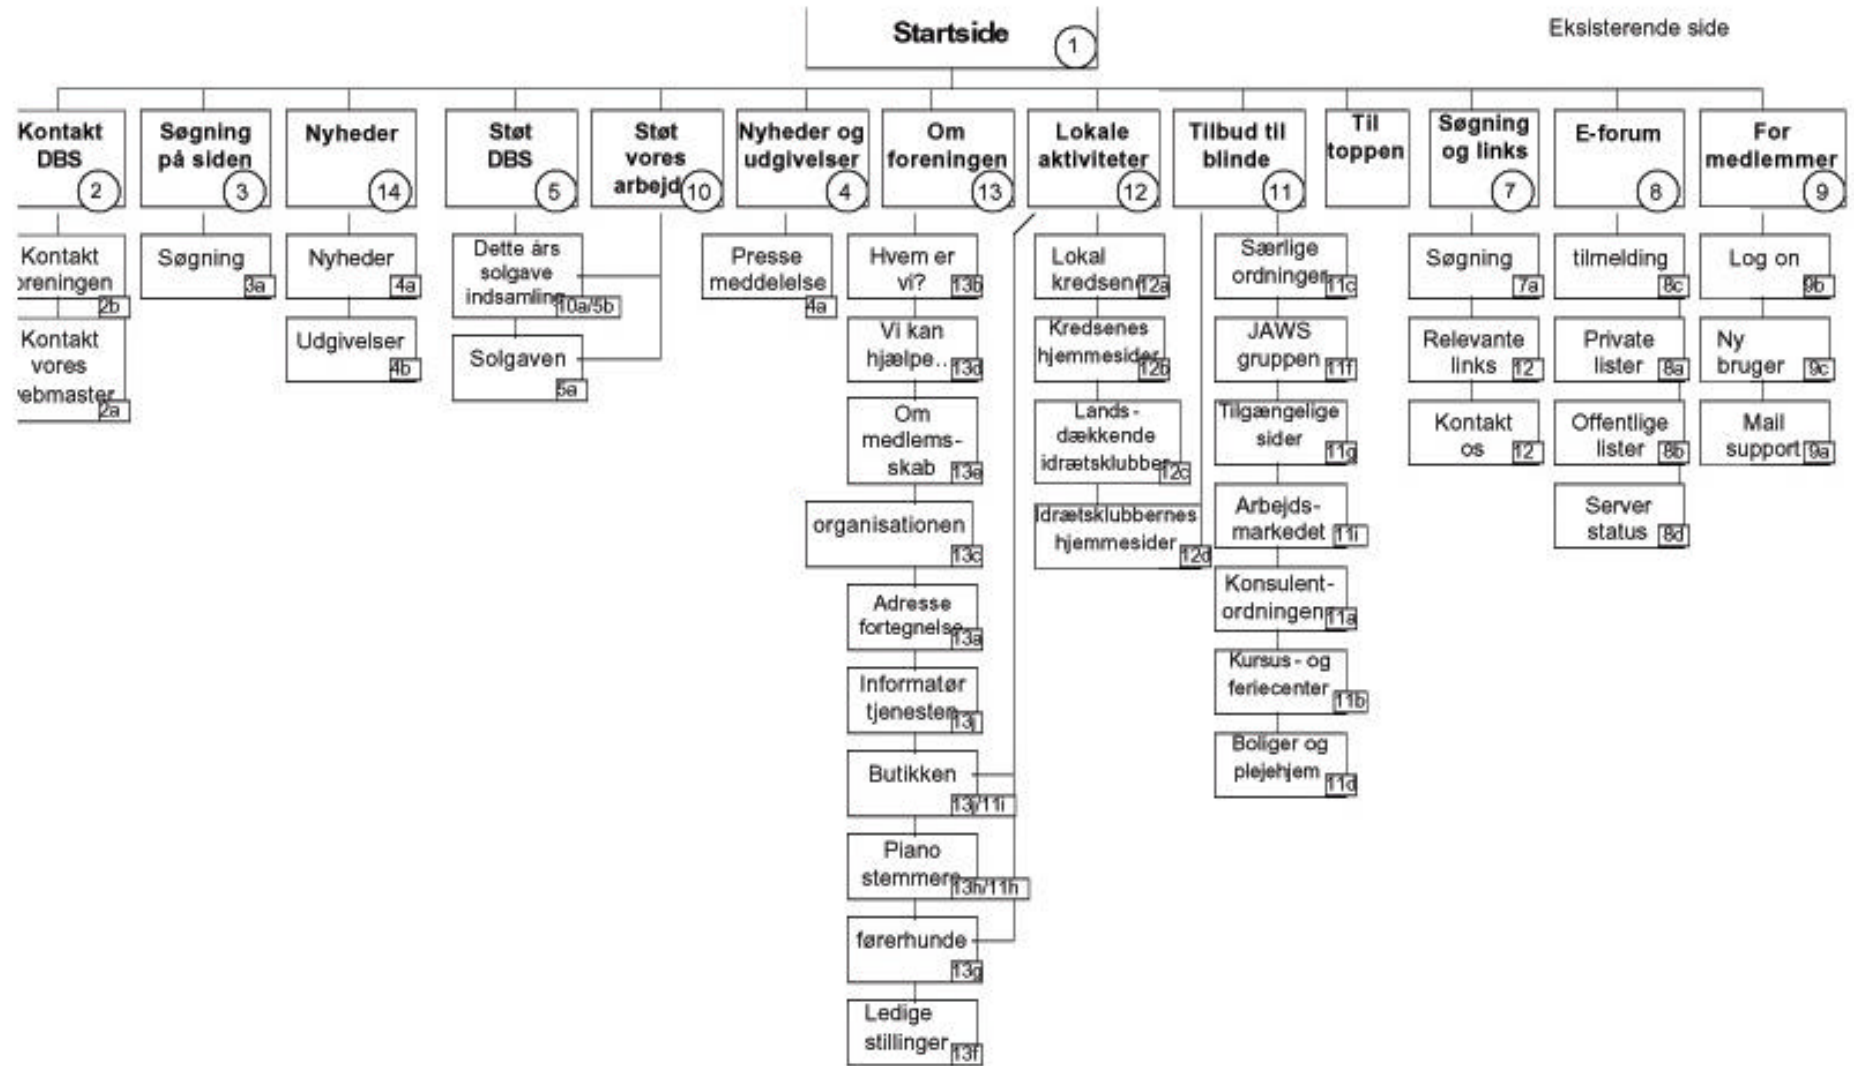 Startside
1
Eksisterende side
Kontakt
DBS
2
Søgning
på siden
3
Nyheder
14
Støt
DBS
5
Støt
vores
arbejd
10
Nyheder og
udgivelser
4
Om
foreningen
13
Lokale
aktiviteter
12
Tilbud til
blinde
11
Til
toppen
Søgning
og links
7
E-forum
8
For
medlemmer
9
Kontakt
oreningen
2b
Kontakt
vores
ebmaster
2a
Søgning
3a
Nyheder
4a
Udgivelser
4b
Dette års
solgave
indsamling
10a/5b
Solgaven
5a
Presse
meddelelse
4a
Hvem er
vi?
13b
Vi kan
hjælpe..
13d
Om
medlems-
skab
13e
organisationen
13c
Adresse
fortegnelse
13a
Informatør
tjenesten
13j
Butikken
13j/11i
Piano
stemmere
13h/11h
førerhunde
13g
Ledige
stillinger
13f
Lokal
kredsene
12a
Kredsenes
hjemmesider
12b
Lands-
dækkende
idrætsklubber
12c
Idrætsklubbernes
hjemmesider
12d
Særlige
ordninger
11c
JAWS
gruppen
11f
Tilgængelige
sider
11g
Arbejds-
markedet
11i
Konsulent-
ordningen
11a
Kursus- og
feriecenter
11b
Boliger og
plejehjem
11d
Søgning
7a
Relevante
links
12
Kontakt
os
12
tilmelding
8c
Private
lister
8a
Offentlige
lister
8b
Server
status
8d
Log on
9b
Ny
bruger
9c
Mail
support
9a